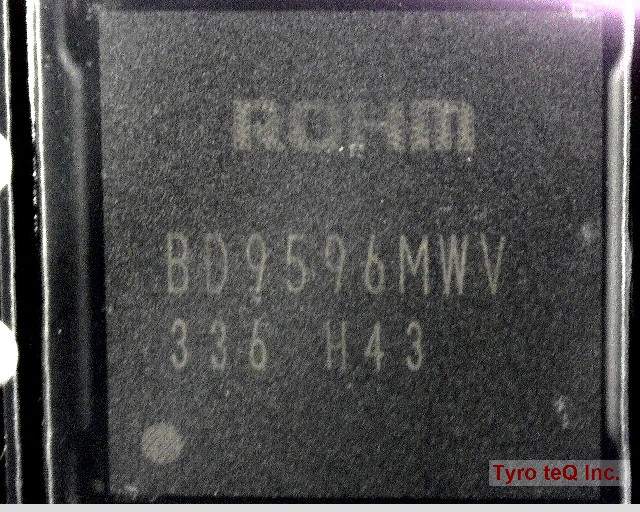 ROHM
BD9596MWV
336 H43
Tyro teQ Inc.